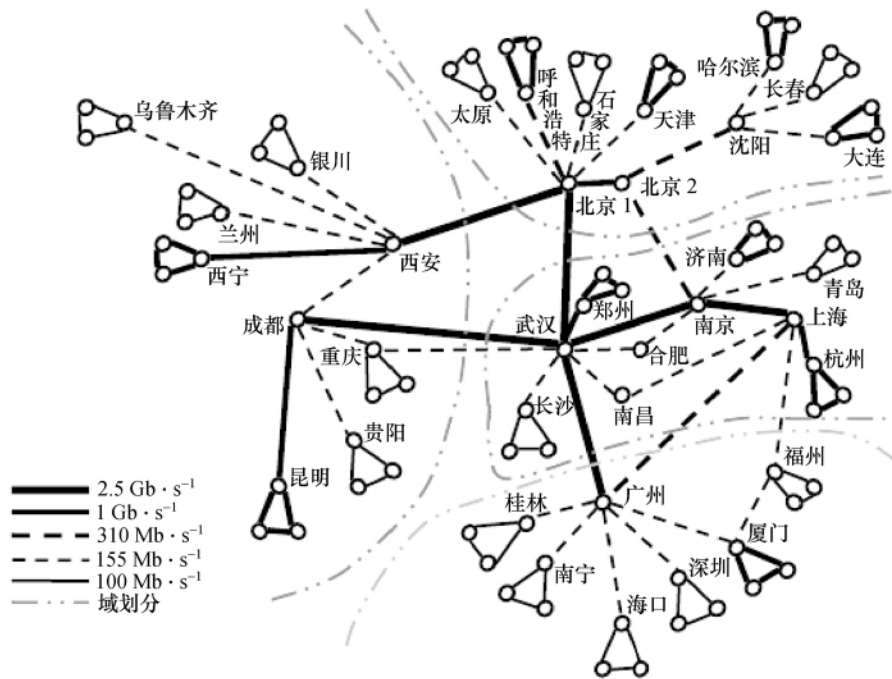 乌鲁木齐
银川
兰州
西宁
西安
太原
呼和浩特
石家庄
天津
哈尔滨
长春
沈阳
大连
北京1
北京2
济南
青岛
南京
上海
杭州
郑州
武汉
合肥
南昌
长沙
成都
重庆
贵阳
昆明
福州
厦门
广州
桂林
南宁
海口
深圳
2.5 Gb · s⁻¹
1 Gb · s⁻¹
310 Mb · s⁻¹
155 Mb · s⁻¹
100 Mb · s⁻¹
域划分